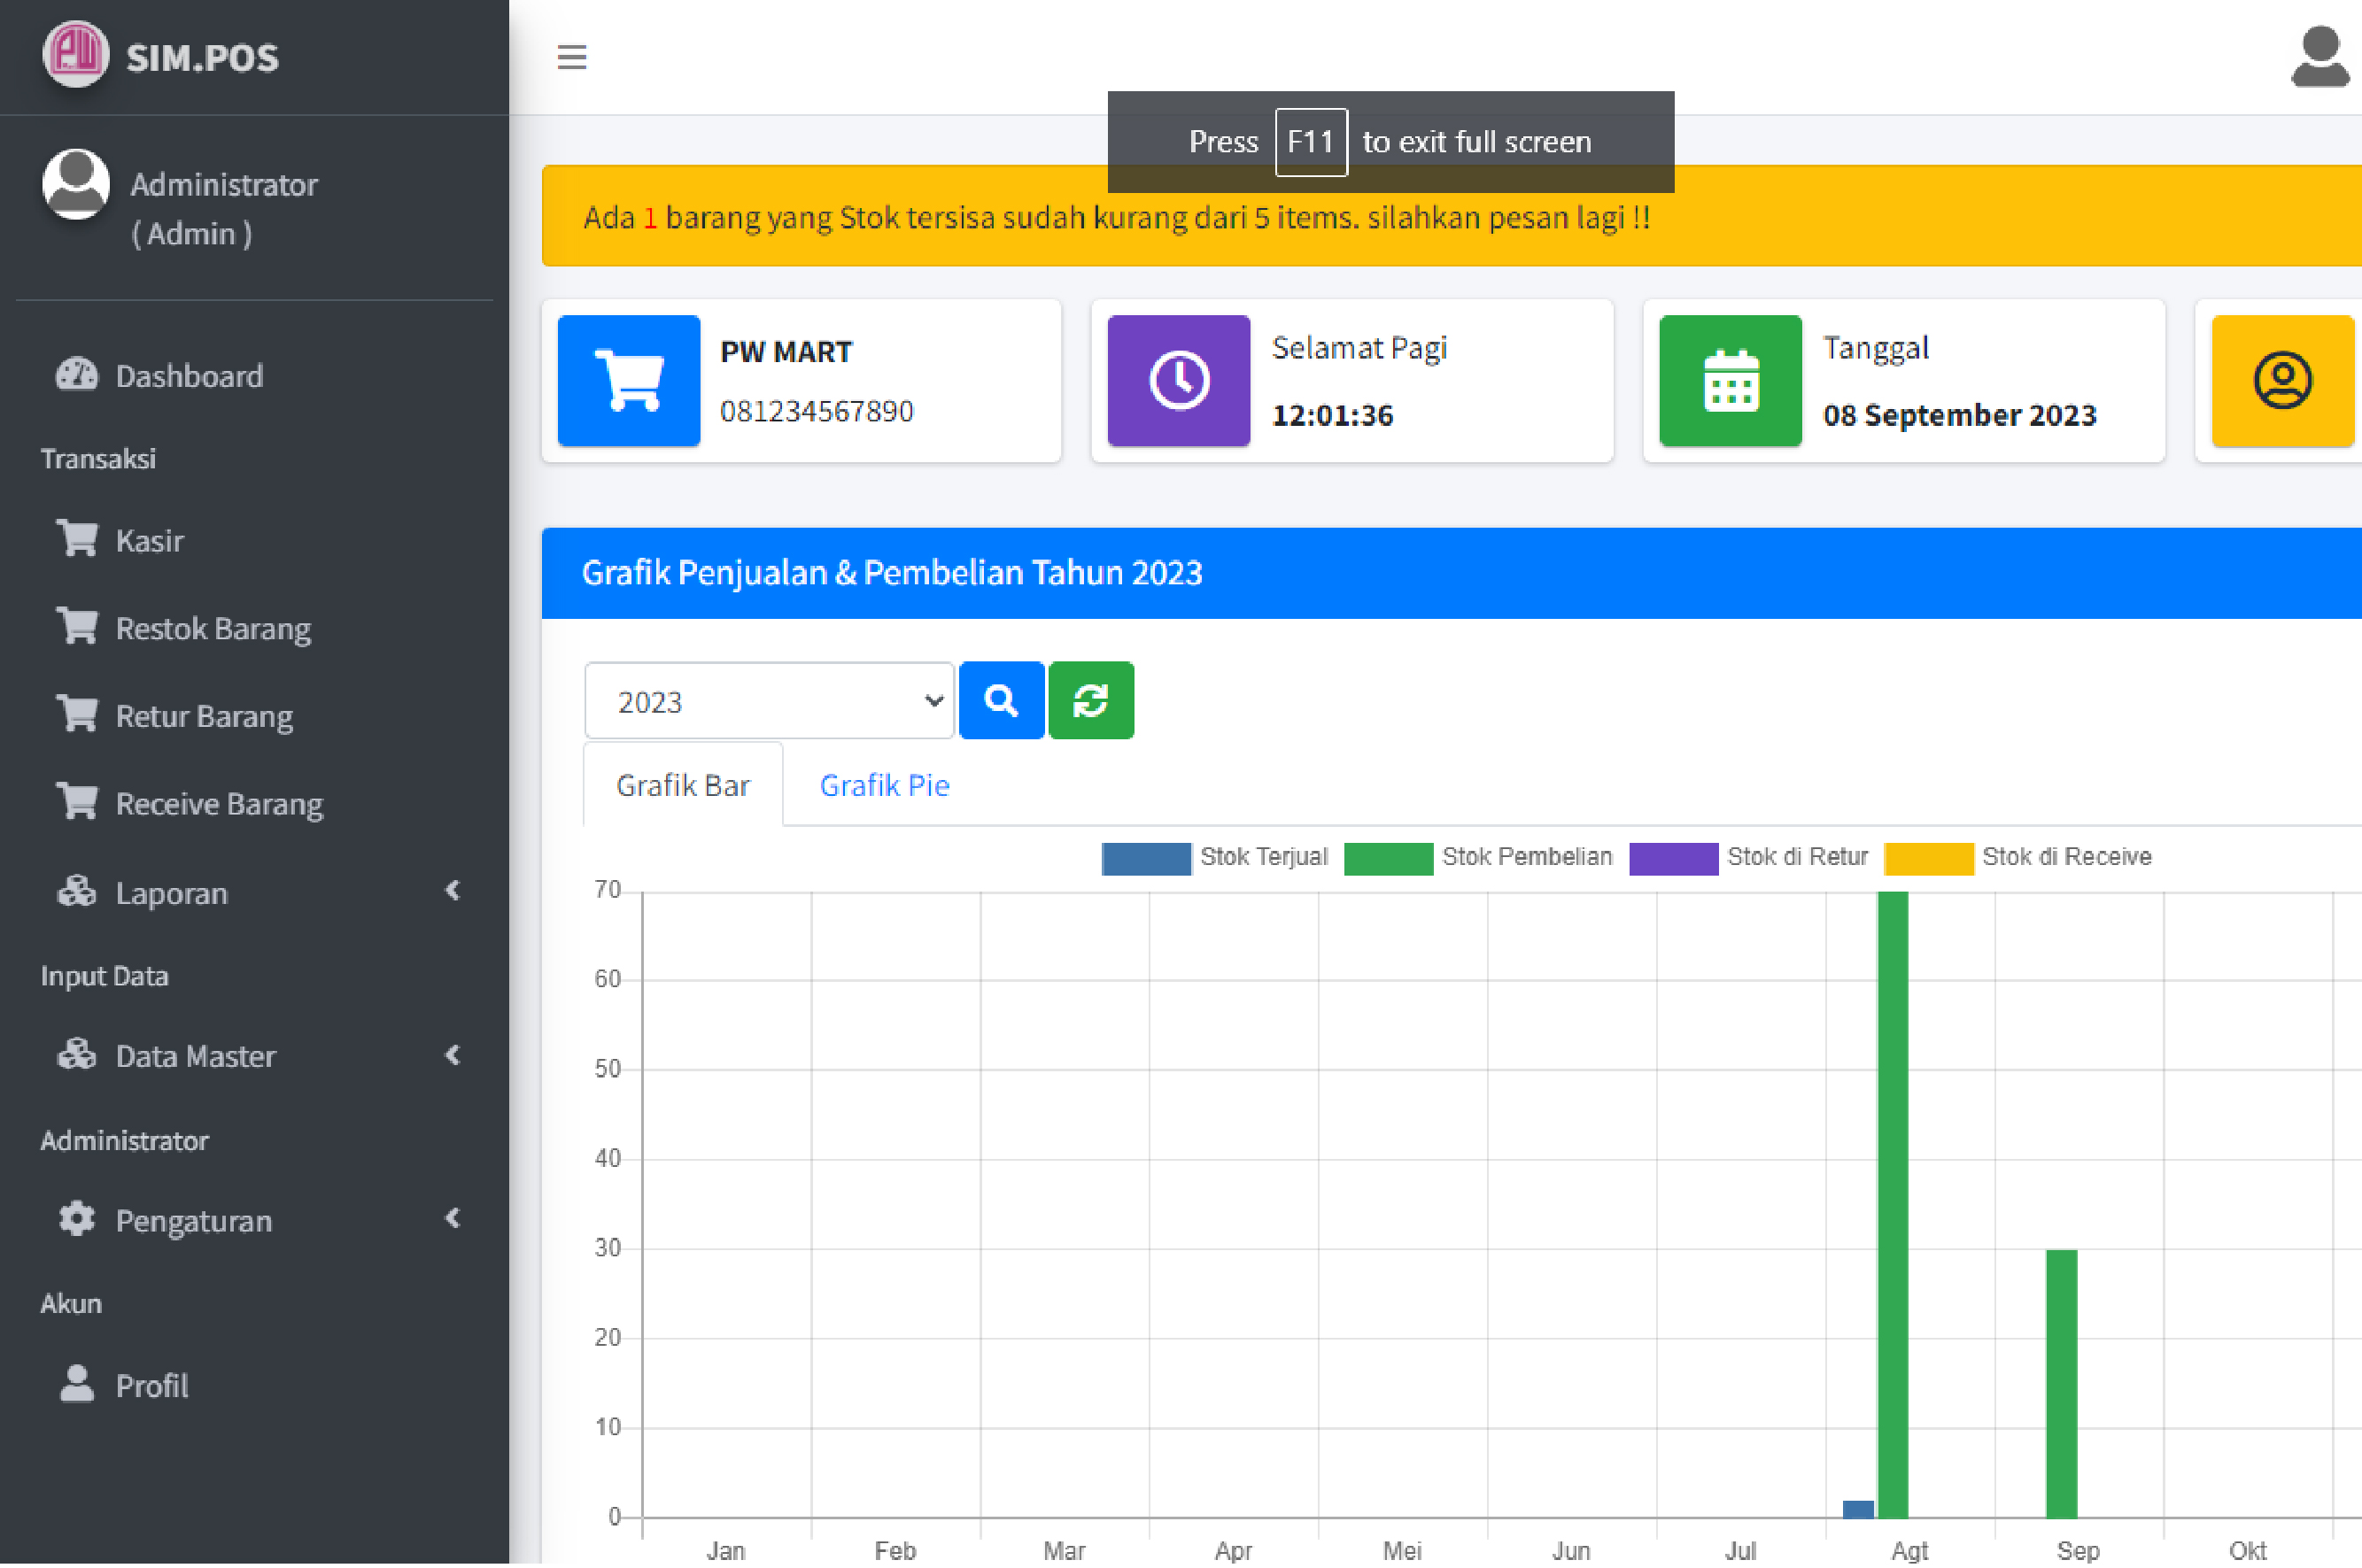 SIM.POS
Administrator
( Admin )
Dashboard
Transaksi
Kasir
Restok Barang
Retur Barang
Receive Barang
Laporan
Input Data
Data Master
Administrator
Pengaturan
Akun
Profil
Press F11 to exit full screen
Ada 1 barang yang Stok tersisa sudah kurang dari 5 items. silahkan pesan lagi !!
PW MART
081234567890
Selamat Pagi
12:01:36
Tanggal
08 September 2023
Grafik Penjualan & Pembelian Tahun 2023
2023
Grafik Bar Grafik Pie
Stok Terjual Stok Pembelian Stok di Retur Stok di Receive
70
60
50
40
30
20
10
0
Jan Feb Mar Apr Mei Jun Jul Agt Sep Okt